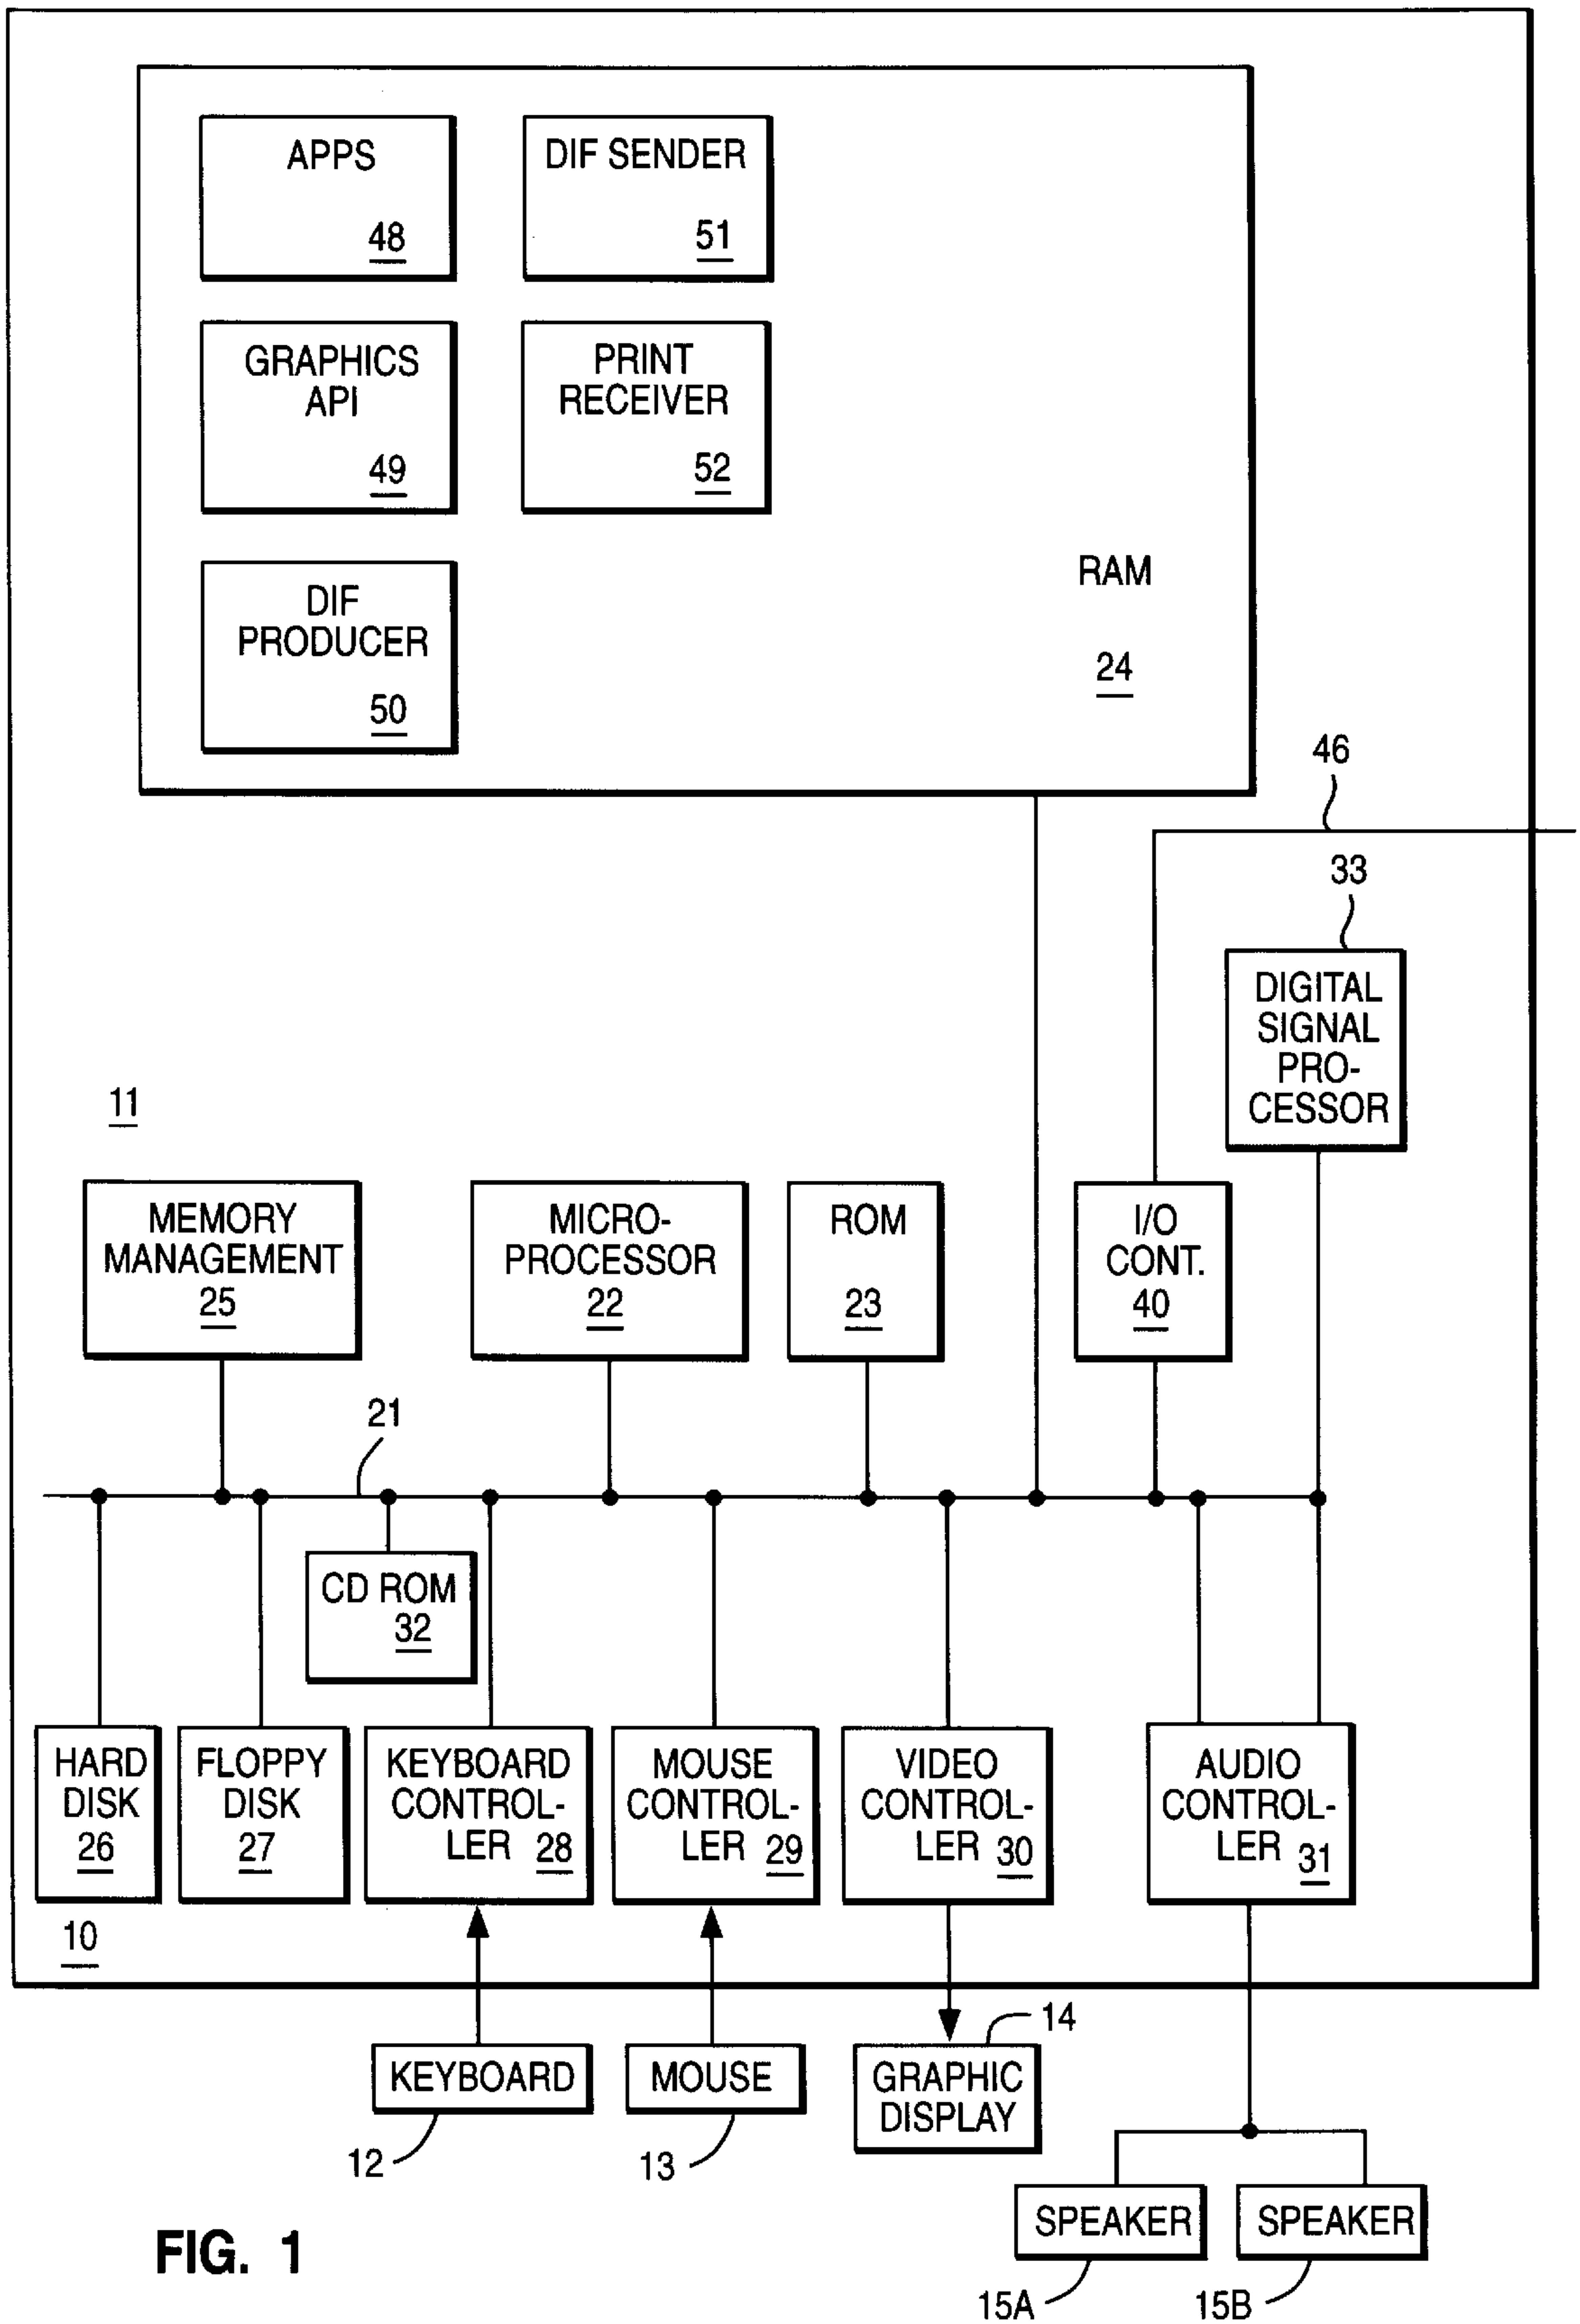 APPS
48
DIF SENDER
51
GRAPHICS
API
49
PRINT
RECEIVER
52
DIF
PRODUCER
50
RAM
24
46
33
DIGITAL
SIGNAL
PRO-
CESSOR
11
MEMORY
MANAGEMENT
25
MICRO-
PROCESSOR
22
ROM
23
I/O
CONT.
40
21
CD ROM
32
HARD
DISK
26
FLOPPY
DISK
27
KEYBOARD
CONTROL-
LER 28
MOUSE
CONTROL-
LER 29
VIDEO
CONTROL-
LER 30
AUDIO
CONTROL-
LER 31
10
KEYBOARD
12
MOUSE
13
14
GRAPHIC
DISPLAY
SPEAKER
15A
SPEAKER
15B
FIG. 1